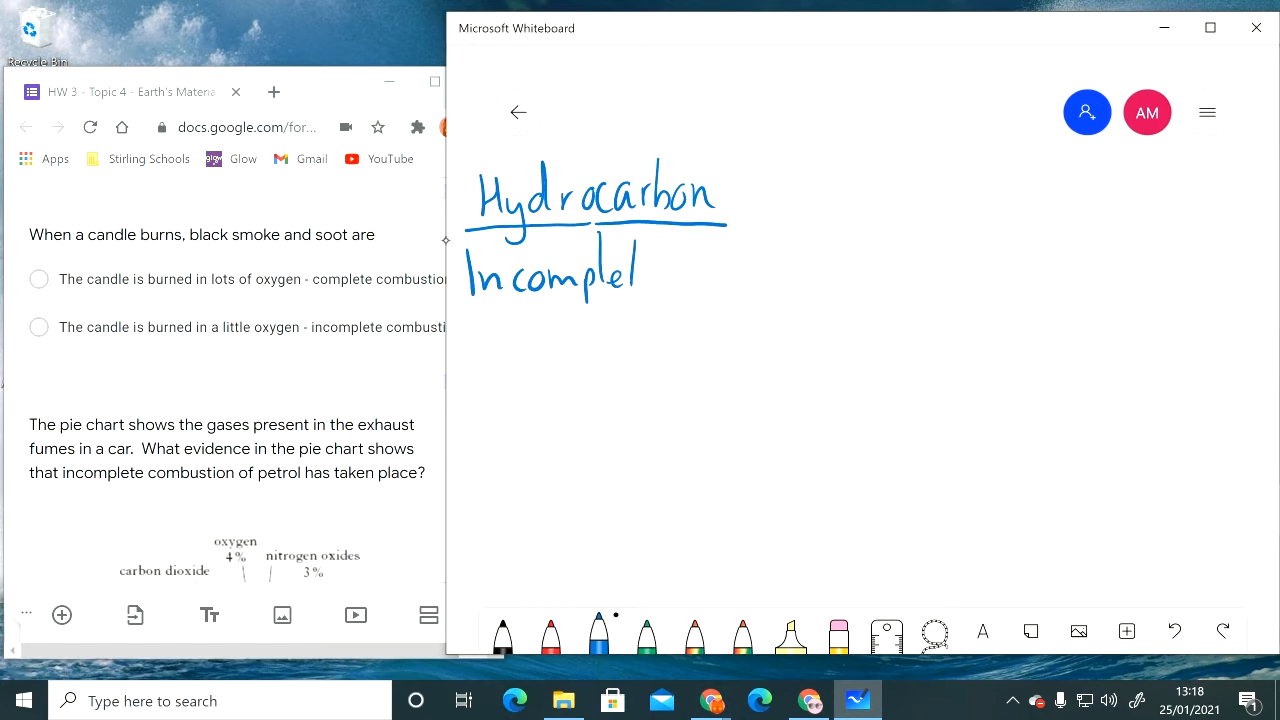 Recycle Bin
Microsoft Whiteboard
HW 3 - Topic 4 - Earth's Materia
docs.google.com/for...
Apps
Stirling Schools
glow
Glow
Gmail
YouTube
AM
Hydrocarbon
Incomplet
When a candle burns, black smoke and soot are
The candle is burned in lots of oxygen - complete combustion
The candle is burned in a little oxygen - incomplete combusti
The pie chart shows the gases present in the exhaust
fumes in a car. What evidence in the pie chart shows
that incomplete combustion of petrol has taken place?
oxygen
4%
nitrogen oxides
3%
carbon dioxide
Tт
A
Type here to search
13:18
25/01/2021
1